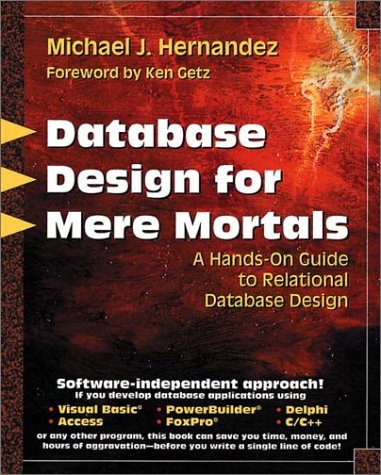 Michael J. Hernandez
Foreword by Ken Getz
Database
Design for
Mere Mortals
A Hands-On Guide
to Relational
Database Design
Software-independent approach!
If you develop database applications using
• Visual Basic® • PowerBuilder® • Delphi
• Access • FoxPro® • C/C++
or any other program, this book can save you time, money, and
hours of aggravation—before you write a single line of code!